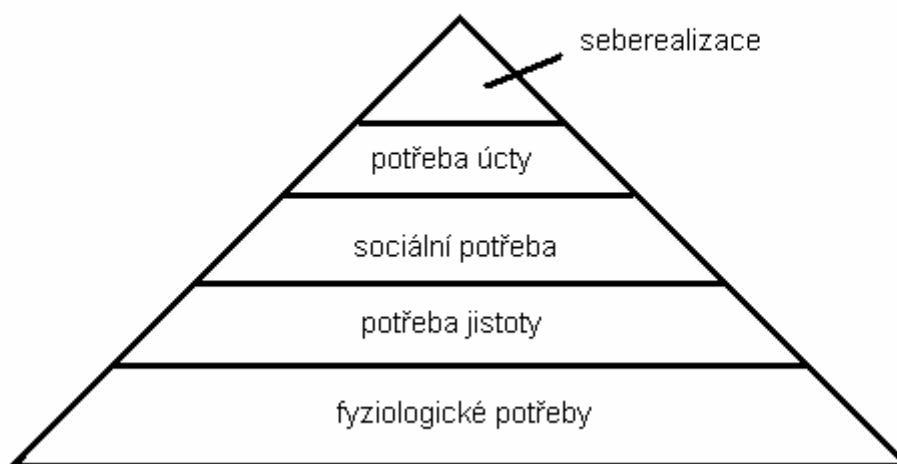 seberealizace
potřeba úcty
sociální potřeba
potřeba jistoty
fyziologické potřeby